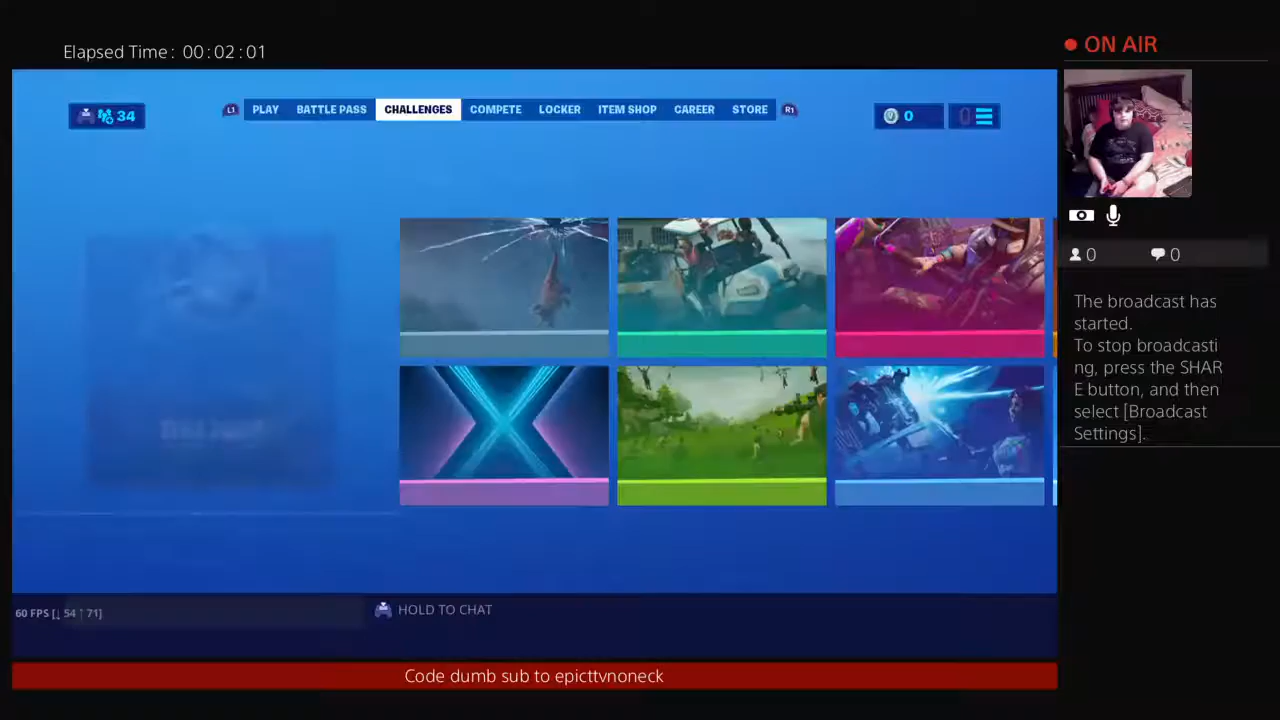 Elapsed Time: 00:02:01
ON AIR
34
L1 PLAY BATTLE PASS CHALLENGES COMPETE LOCKER ITEM SHOP CAREER STORE R1
0
0
0
The broadcast has
started.
To stop broadcasti
ng, press the SHAR
E button, and then
select [Broadcast
Settings].
60 FPS [↓ 54 ↑ 71]
HOLD TO CHAT
Code dumb sub to epicttvnoneck